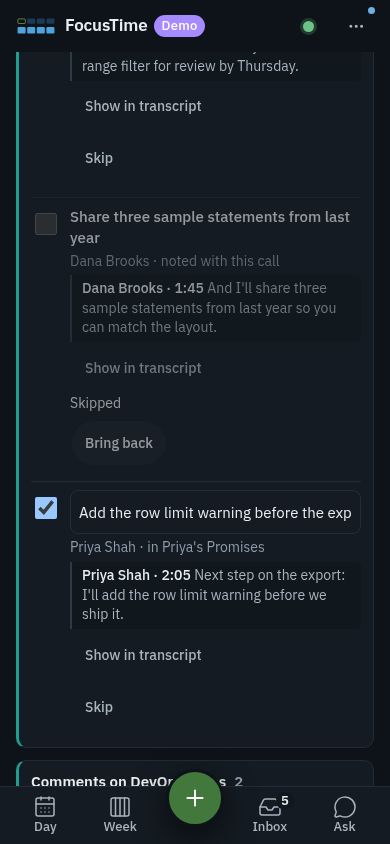 FocusTime Demo
range filter for review by Thursday.
Show in transcript
Skip
Share three sample statements from last
year
Dana Brooks · noted with this call
Dana Brooks · 1:45 And I'll share three
sample statements from last year so you
can match the layout.
Show in transcript
Skipped
Bring back
Add the row limit warning before the exp
Priya Shah · in Priya's Promises
Priya Shah · 2:05 Next step on the export:
I'll add the row limit warning before we
ship it.
Show in transcript
Skip
Comments on 2
5
Day Week Inbox Ask